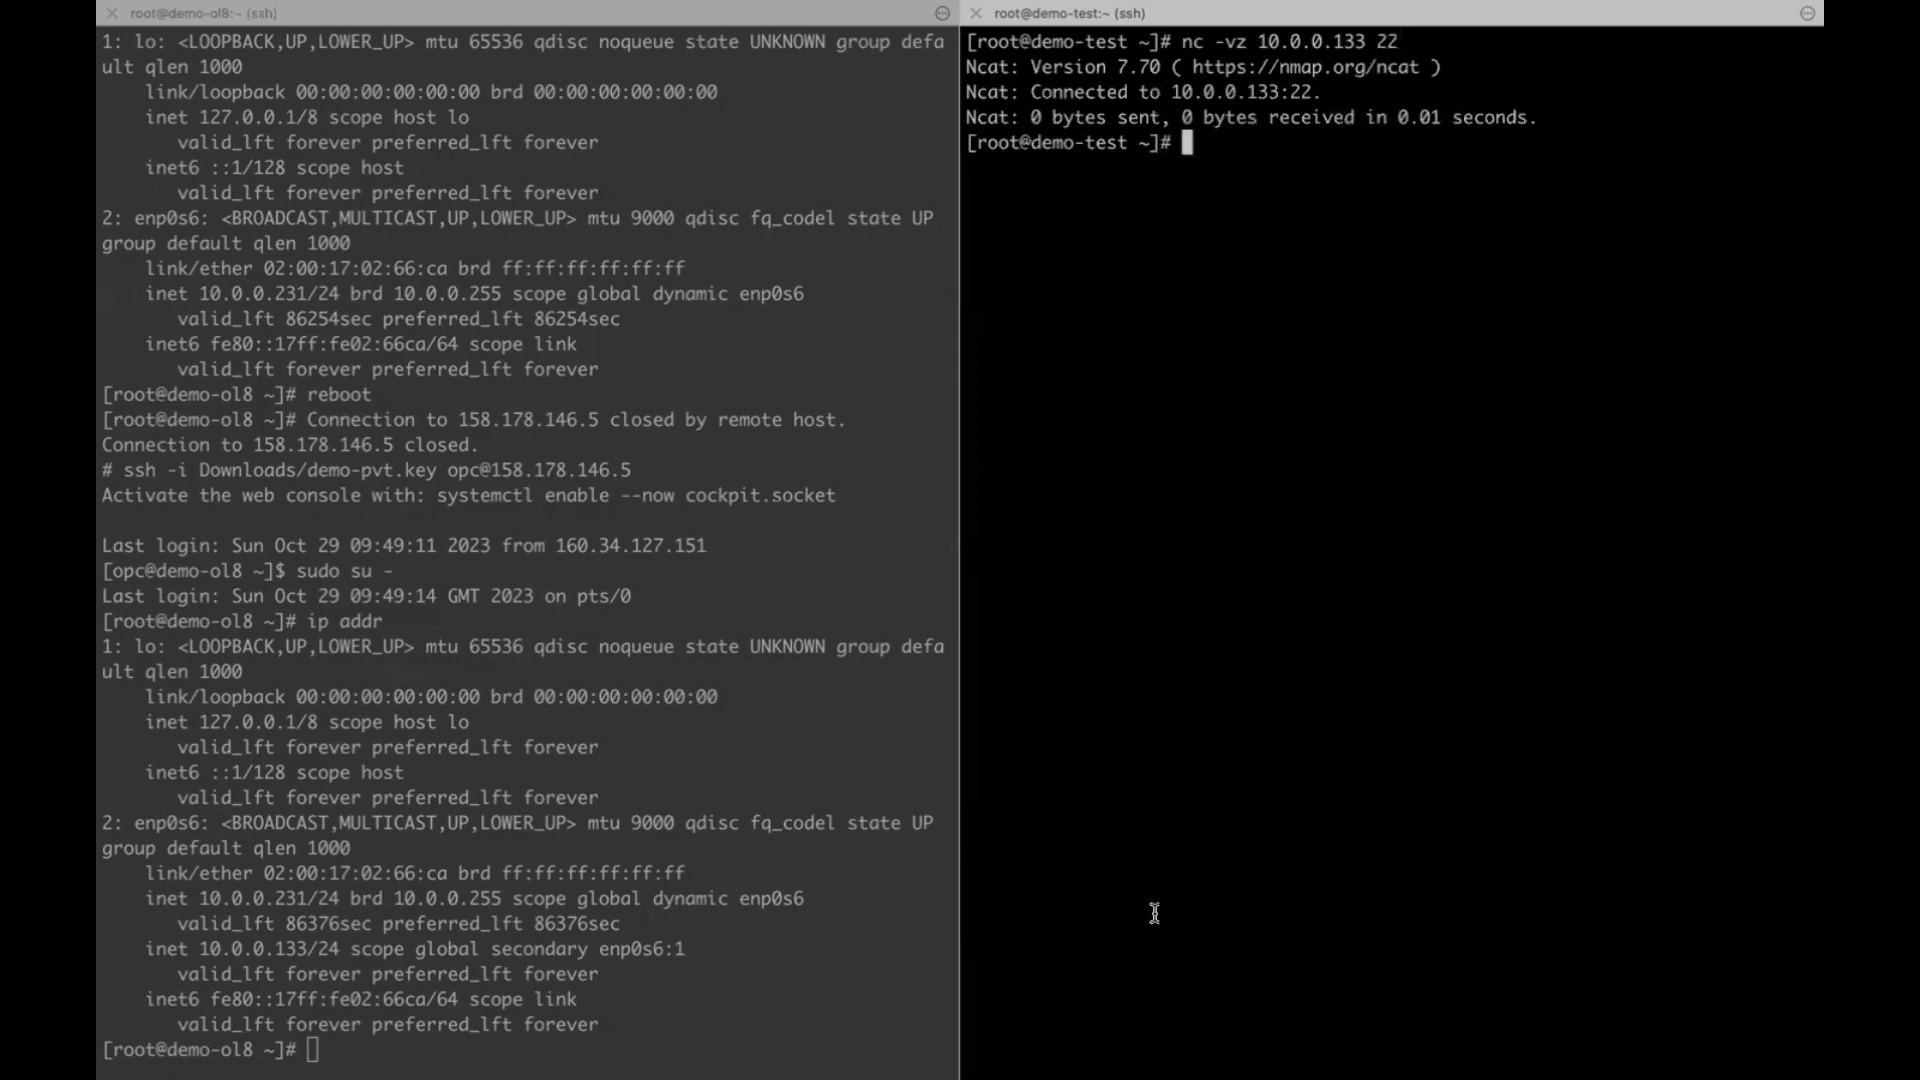 root@demo-ol8:~ (ssh)
1: lo: <LOOPBACK,UP,LOWER_UP> mtu 65536 qdisc noqueue state UNKNOWN group defa
ult qlen 1000
    link/loopback 00:00:00:00:00:00 brd 00:00:00:00:00:00
    inet 127.0.0.1/8 scope host lo
       valid_lft forever preferred_lft forever
    inet6 ::1/128 scope host
       valid_lft forever preferred_lft forever
2: enp0s6: <BROADCAST,MULTICAST,UP,LOWER_UP> mtu 9000 qdisc fq_codel state UP
group default qlen 1000
    link/ether 02:00:17:02:66:ca brd ff:ff:ff:ff:ff:ff
    inet 10.0.0.231/24 brd 10.0.0.255 scope global dynamic enp0s6
       valid_lft 86254sec preferred_lft 86254sec
    inet6 fe80::17ff:fe02:66ca/64 scope link
       valid_lft forever preferred_lft forever
[root@demo-ol8 ~]# reboot
[root@demo-ol8 ~]# Connection to 158.178.146.5 closed by remote host.
Connection to 158.178.146.5 closed.
# ssh -i Downloads/demo-pvt.key opc@158.178.146.5
Activate the web console with: systemctl enable --now cockpit.socket
Last login: Sun Oct 29 09:49:11 2023 from 160.34.127.151
[opc@demo-ol8 ~]$ sudo su -
Last login: Sun Oct 29 09:49:14 GMT 2023 on pts/0
[root@demo-ol8 ~]# ip addr
1: lo: <LOOPBACK,UP,LOWER_UP> mtu 65536 qdisc noqueue state UNKNOWN group defa
ult qlen 1000
    link/loopback 00:00:00:00:00:00 brd 00:00:00:00:00:00
    inet 127.0.0.1/8 scope host lo
       valid_lft forever preferred_lft forever
    inet6 ::1/128 scope host
       valid_lft forever preferred_lft forever
2: enp0s6: <BROADCAST,MULTICAST,UP,LOWER_UP> mtu 9000 qdisc fq_codel state UP
group default qlen 1000
    link/ether 02:00:17:02:66:ca brd ff:ff:ff:ff:ff:ff
    inet 10.0.0.231/24 brd 10.0.0.255 scope global dynamic enp0s6
       valid_lft 86376sec preferred_lft 86376sec
    inet 10.0.0.133/24 scope global secondary enp0s6:1
       valid_lft forever preferred_lft forever
    inet6 fe80::17ff:fe02:66ca/64 scope link
       valid_lft forever preferred_lft forever
[root@demo-ol8 ~]#
root@demo-test:~ (ssh)
[root@demo-test ~]# nc -vz 10.0.0.133 22
Ncat: Version 7.70 ( https://nmap.org/ncat )
Ncat: Connected to 10.0.0.133:22.
Ncat: 0 bytes sent, 0 bytes received in 0.01 seconds.
[root@demo-test ~]#